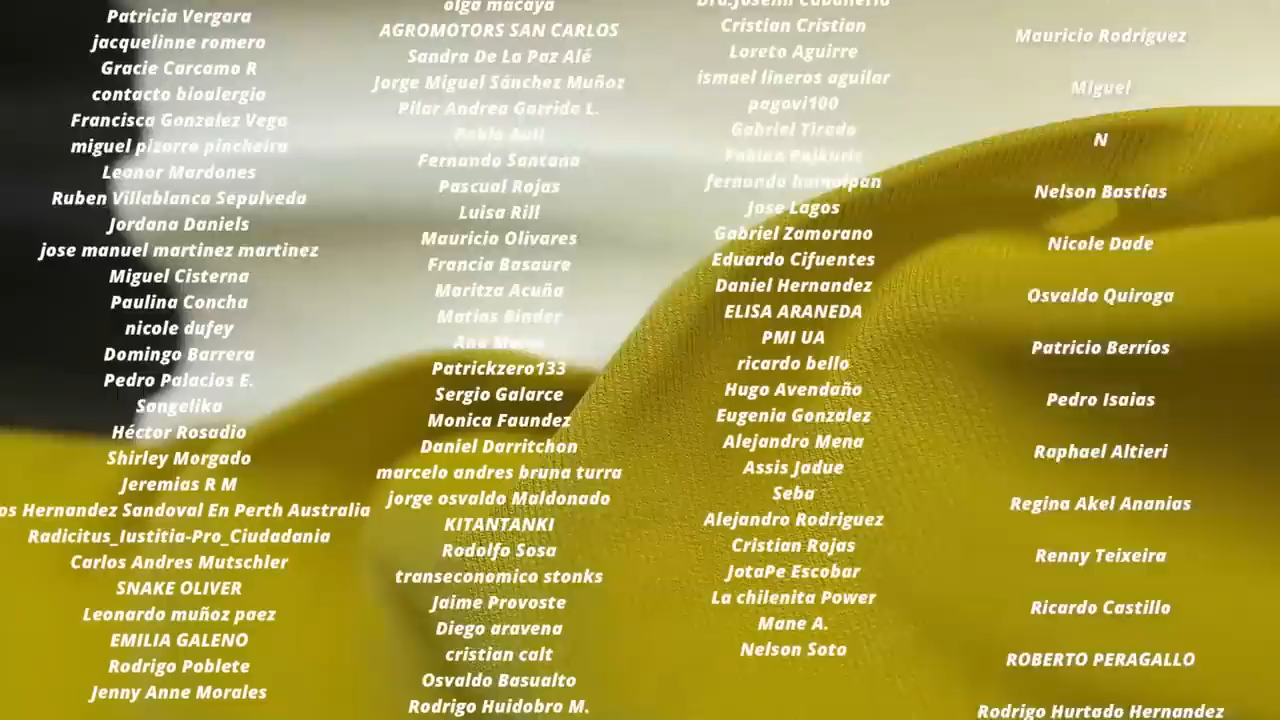 Patricia Vergara
jacquelinne romero
Gracie Carcamo R
contacto bioalergia
Francisca Gonzalez Vega
miguel pizarro pincheira
Leonor Mardones
Ruben Villablanca Sepulveda
Jordana Daniels
jose manuel martinez martinez
Miguel Cisterna
Paulina Concha
nicole dufey
Domingo Barrera
Pedro Palacios E.
Sangelika
Héctor Rosadio
Shirley Morgado
Jeremias R M
os Hernandez Sandoval En Perth Australia
Radicitus_Iustitia-Pro_Ciudadania
Carlos Andres Mutschler
SNAKE OLIVER
Leonardo muñoz paez
EMILIA GALENO
Rodrigo Poblete
Jenny Anne Morales
olga macaya
AGROMOTORS SAN CARLOS
Sandra De La Paz Alé
Jorge Miguel Sánchez Muñoz
Pilar Andrea Garrido L.
Fernando Santana
Pascual Rojas
Luisa Rill
Mauricio Olivares
Francia Basaure
Maritza Acuña
Matias Binder
Ana
Patrickzero133
Sergio Galarce
Monica Faundez
Daniel Darritchon
marcelo andres bruna turra
jorge osvaldo Maldonado
KITANTANKI
Rodolfo Sosa
transeconomico stonks
Jaime Provoste
Diego aravena
cristian calt
Osvaldo Basualto
Rodrigo Huidobro M.
Cristian Cristian
Loreto Aguirre
ismael lineros aguilar
pagovi100
Gabriel Tirado
fernando
Jose Lagos
Gabriel Zamorano
Eduardo Cifuentes
Daniel Hernandez
ELISA ARANEDA
PMI UA
ricardo bello
Hugo Avendaño
Eugenia Gonzalez
Alejandro Mena
Assis Jadue
Seba
Alejandro Rodriguez
Cristian Rojas
JotaPe Escobar
La chilenita Power
Mane A.
Nelson Soto
Mauricio Rodriguez
Miguel
N
Nelson Bastías
Nicole Dade
Osvaldo Quiroga
Patricio Berríos
Pedro Isaias
Raphael Altieri
Regina Akel Ananias
Renny Teixeira
Ricardo Castillo
ROBERTO PERAGALLO
Rodrigo Hurtado Hernandez